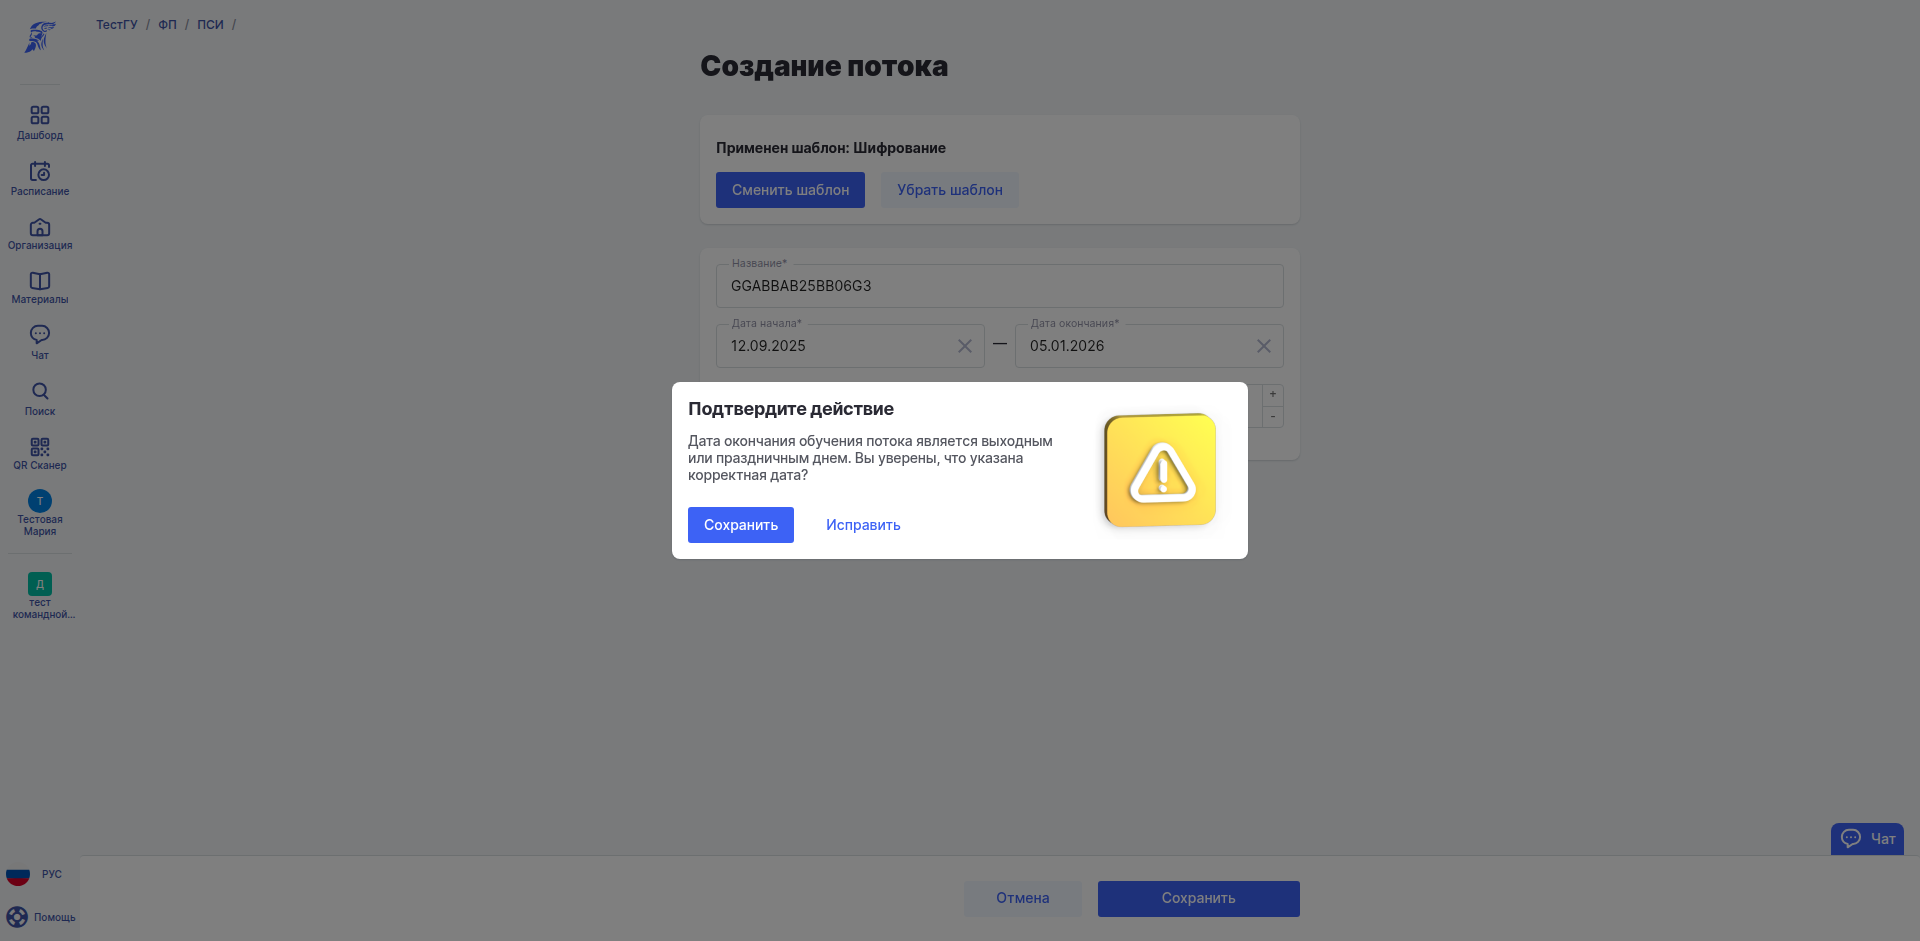 ТестГУ / ФП / ПСИ /
Создание потока
Дашборд
Расписание
Организация
Материалы
Чат
Поиск
QR Сканер
Т
Тестовая
Мария
Д
тест
командной...
РУС
Помощь
Применен шаблон: Шифрование
Сменить шаблон
Убрать шаблон
Название*
GGABBAB25BB06G3
Дата начала*
12.09.2025
—
Дата окончания*
05.01.2026
+
-
Подтвердите действие
Дата окончания обучения потока является выходным
или праздничным днем. Вы уверены, что указана
корректная дата?
Сохранить
Исправить
Чат
Отмена
Сохранить